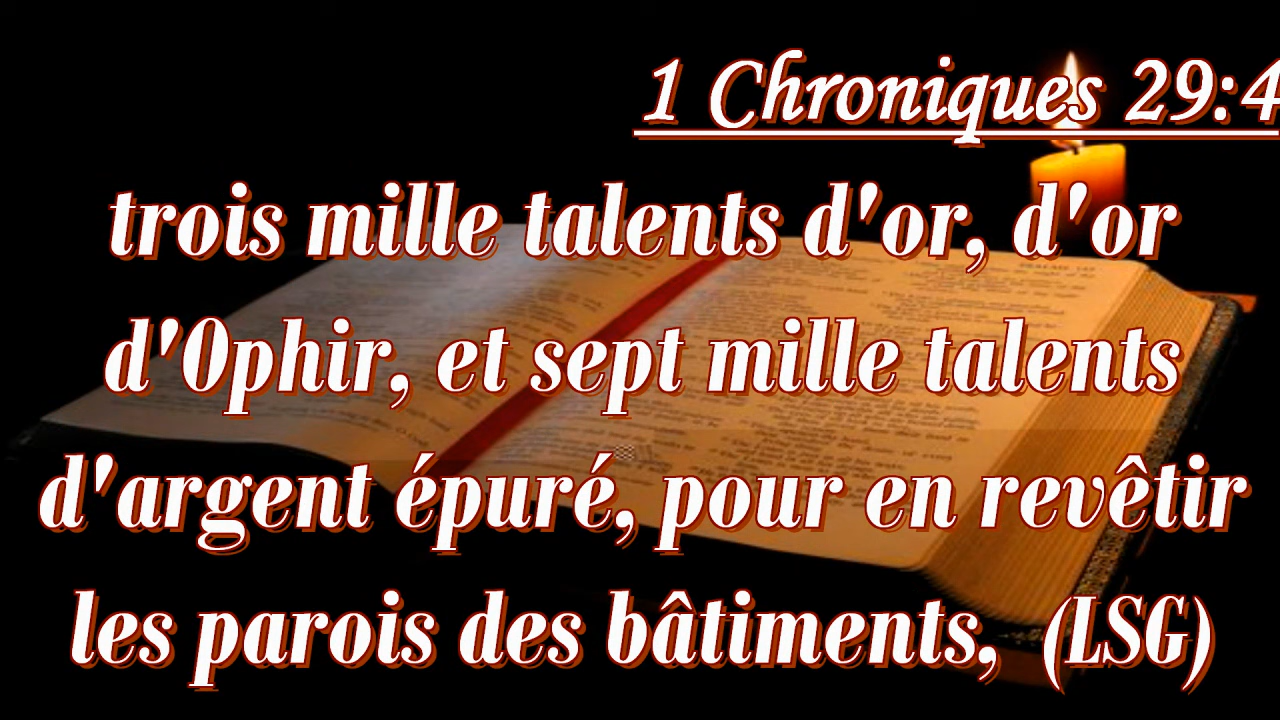 1 Chroniques 29:4
trois mille talents d'or, d'or
d'Ophir, et sept mille talents
d'argent épuré, pour en revêtir
les parois des bâtiments, (LSG)